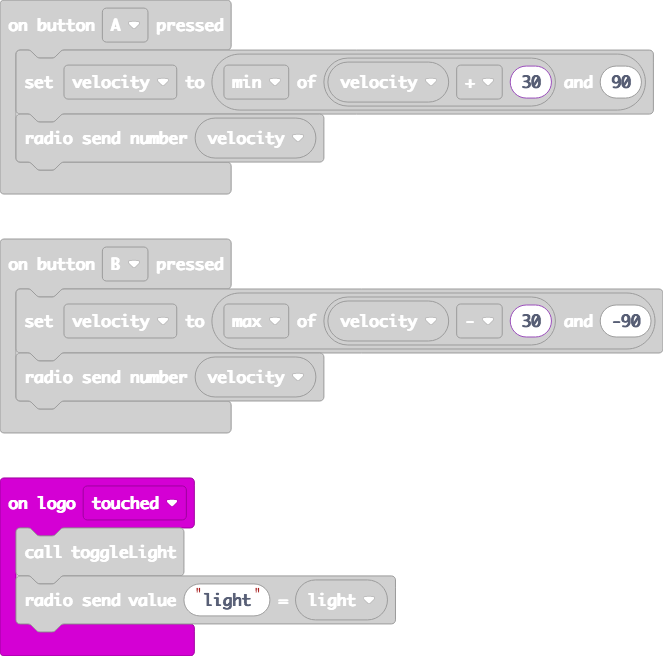 on button A pressed
set velocity to min of velocity + 30 and 90
radio send number velocity
on button B pressed
set velocity to max of velocity - 30 and -90
radio send number velocity
on logo touched
call toggleLight
radio send value "light" = light